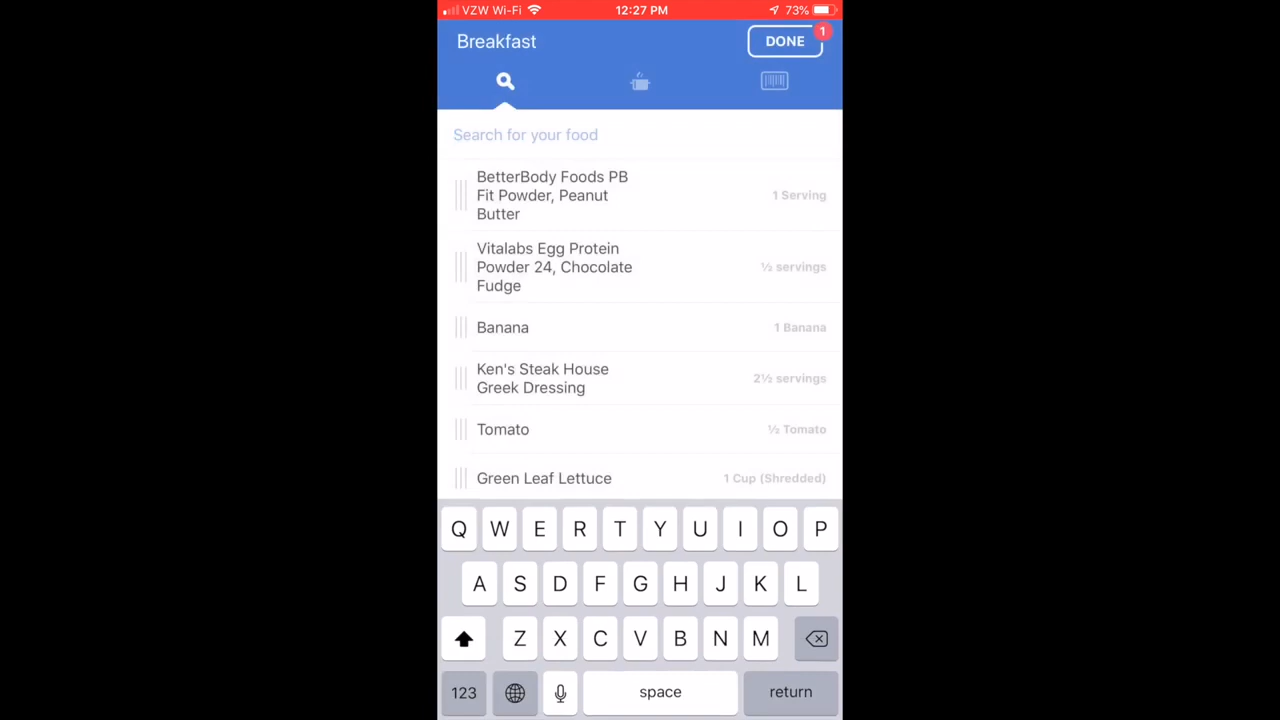 VZW Wi-Fi 12:27 PM 73%
Breakfast DONE 1
Search for your food
BetterBody Foods PB
Fit Powder, Peanut
Butter
1 Serving
Vitalabs Egg Protein
Powder 24, Chocolate
Fudge
½ servings
Banana 1 Banana
Ken's Steak House
Greek Dressing
2½ servings
Tomato ½ Tomato
Green Leaf Lettuce 1 Cup (Shredded)
Q W E R T Y U I O P
A S D F G H J K L
Z X C V B N M
123 space return